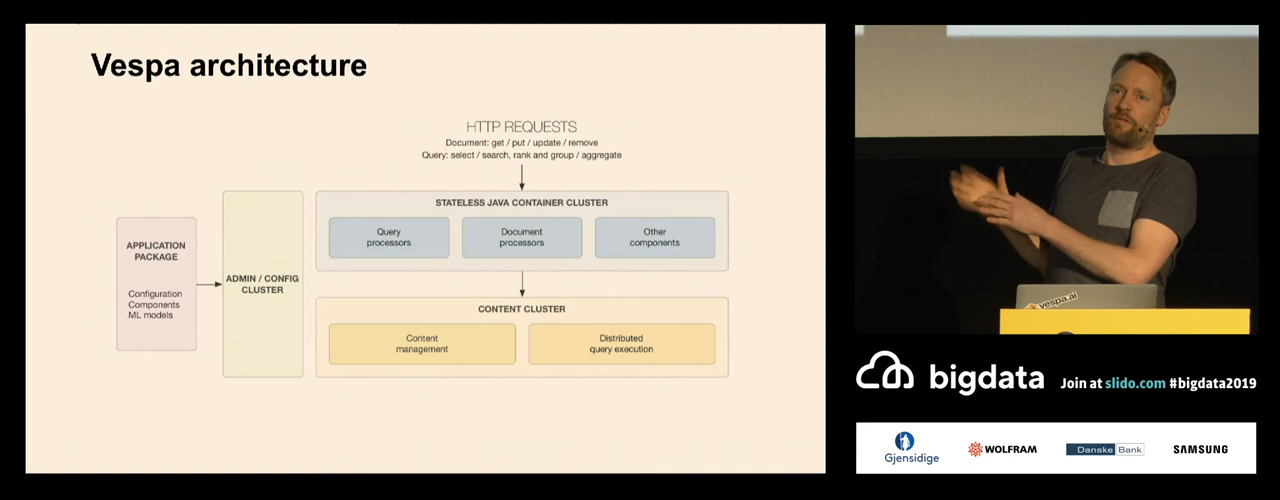 Vespa architecture
HTTP REQUESTS
Document: get / put / update / remove
Query: select / search, rank and group / aggregate
APPLICATION
PACKAGE
Configuration
Components
ML models
ADMIN / CONFIG
CLUSTER
STATELESS JAVA CONTAINER CLUSTER
Query
processors
Document
processors
Other
components
CONTENT CLUSTER
Content
management
Distributed
query execution
vespa.ai
bigdata
Join at slido.com #bigdata2019
Gjensidige
WOLFRAM
Danske Bank
SAMSUNG